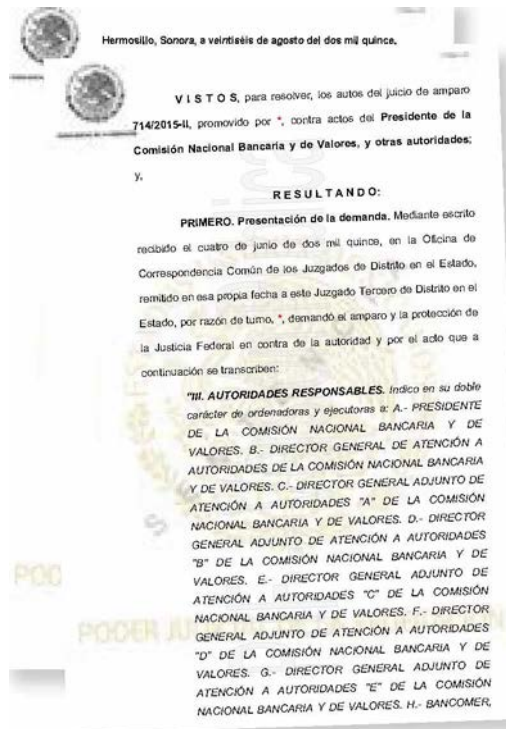 Hermosillo, Sonora, a veintiséis de agosto del dos mil quince.
V I S T O S, para resolver, los autos del juicio de amparo
714/2015-II, promovido por *, contra actos del Presidente de la
Comisión Nacional Bancaria y de Valores, y otras autoridades;
y,
R E S U L T A N D O:
PRIMERO. Presentación de la demanda. Mediante escrito
recibido el cuatro de junio de dos mil quince, en la Oficina de
Correspondencia Común de los Juzgados de Distrito en el Estado,
remitido en esa propia fecha a este Juzgado Tercero de Distrito en el
Estado, por razón de turno, *, demandó el amparo y la protección de
la Justicia Federal en contra de la autoridad y por el acto que a
continuación se transcriben:
"III. AUTORIDADES RESPONSABLES. Indico en su doble
carácter de ordenadoras y ejecutoras a: A.- PRESIDENTE
DE LA COMISIÓN NACIONAL BANCARIA Y DE
VALORES. B.- DIRECTOR GENERAL DE ATENCIÓN A
AUTORIDADES DE LA COMISIÓN NACIONAL BANCARIA
Y DE VALORES. C.- DIRECTOR GENERAL ADJUNTO DE
ATENCIÓN A AUTORIDADES "A" DE LA COMISIÓN
NACIONAL BANCARIA Y DE VALORES. D.- DIRECTOR
GENERAL ADJUNTO DE ATENCIÓN A AUTORIDADES
"B" DE LA COMISIÓN NACIONAL BANCARIA Y DE
VALORES. E.- DIRECTOR GENERAL ADJUNTO DE
ATENCIÓN A AUTORIDADES "C" DE LA COMISIÓN
NACIONAL BANCARIA Y DE VALORES. F.- DIRECTOR
GENERAL ADJUNTO DE ATENCIÓN A AUTORIDADES
"D" DE LA COMISIÓN NACIONAL BANCARIA Y DE
VALORES. G.- DIRECTOR GENERAL ADJUNTO DE
ATENCIÓN A AUTORIDADES "E" DE LA COMISIÓN
NACIONAL BANCARIA Y DE VALORES. H.- BANCOMER,
PODER